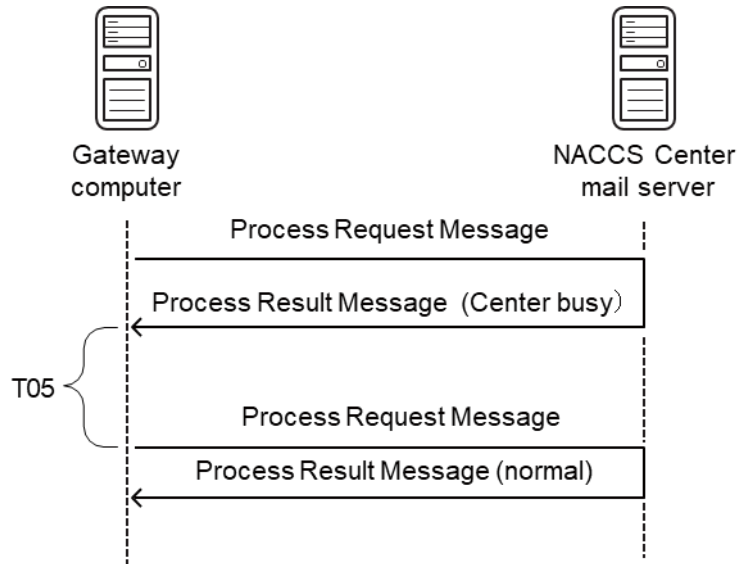 Gateway
computer
NACCS Center
mail server
Process Request Message
Process Result Message (Center busy）
T05
Process Request Message
Process Result Message (normal)